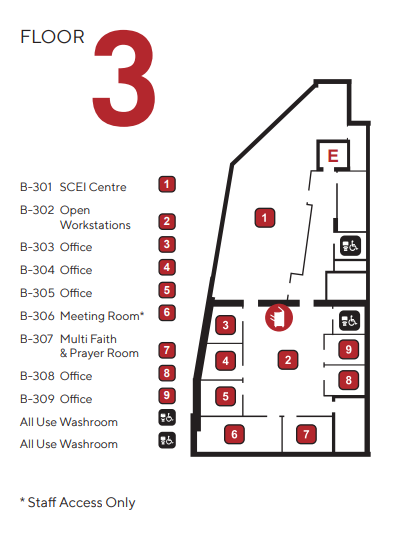 FLOOR
3
B-301 SCEI Centre 1
B-302 Open
Workstations 2
B-303 Office 3
B-304 Office 4
B-305 Office 5
B-306 Meeting Room* 6
B-307 Multi Faith
& Prayer Room 7
B-308 Office 8
B-309 Office 9
All Use Washroom
All Use Washroom
* Staff Access Only
E
1
3
9
4
2
8
5
6
7